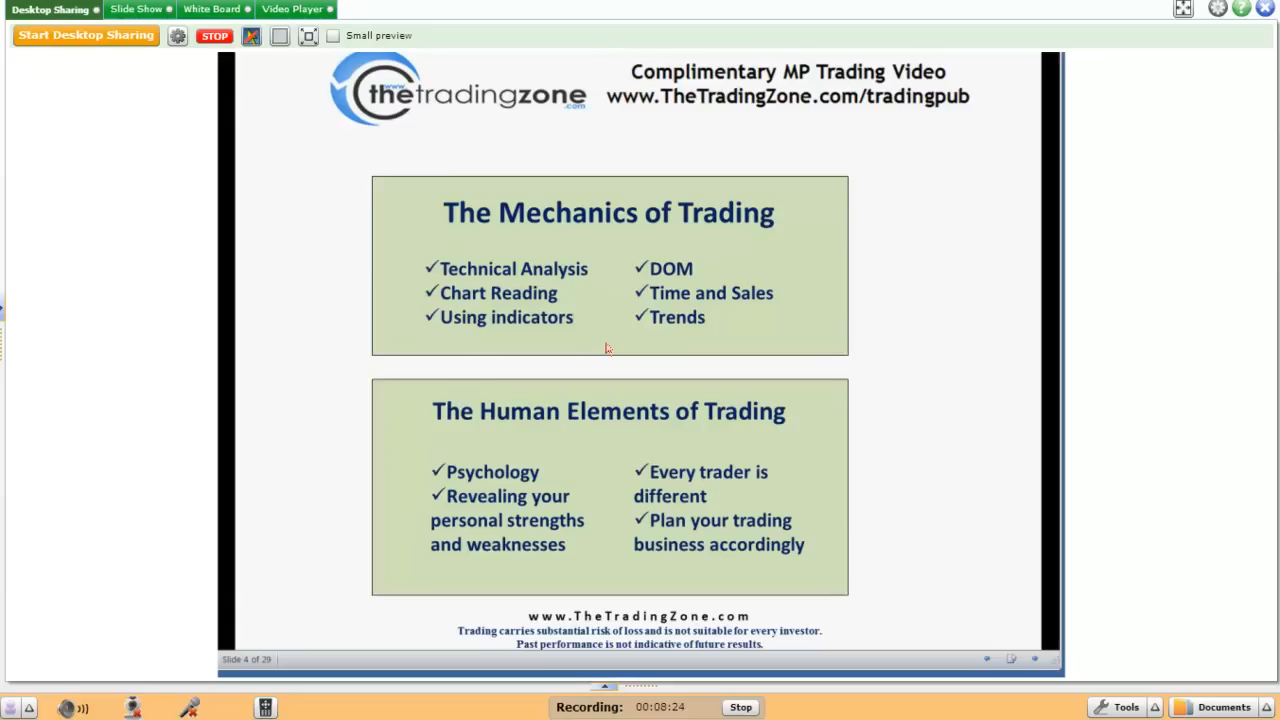 Desktop Sharing Slide Show White Board Video Player
Start Desktop Sharing STOP Small preview
www.
thetradingzone
.com
Complimentary MP Trading Video
www.TheTradingZone.com/tradingpub
The Mechanics of Trading
✓Technical Analysis
✓Chart Reading
✓Using indicators
✓DOM
✓Time and Sales
✓Trends
The Human Elements of Trading
✓Psychology
✓Revealing your
personal strengths
and weaknesses
✓Every trader is
different
✓Plan your trading
business accordingly
www.TheTradingZone.com
Trading carries substantial risk of loss and is not suitable for every investor.
Past performance is not indicative of future results.
Slide 4 of 29
Recording: 00:08:24 Stop
Tools Documents